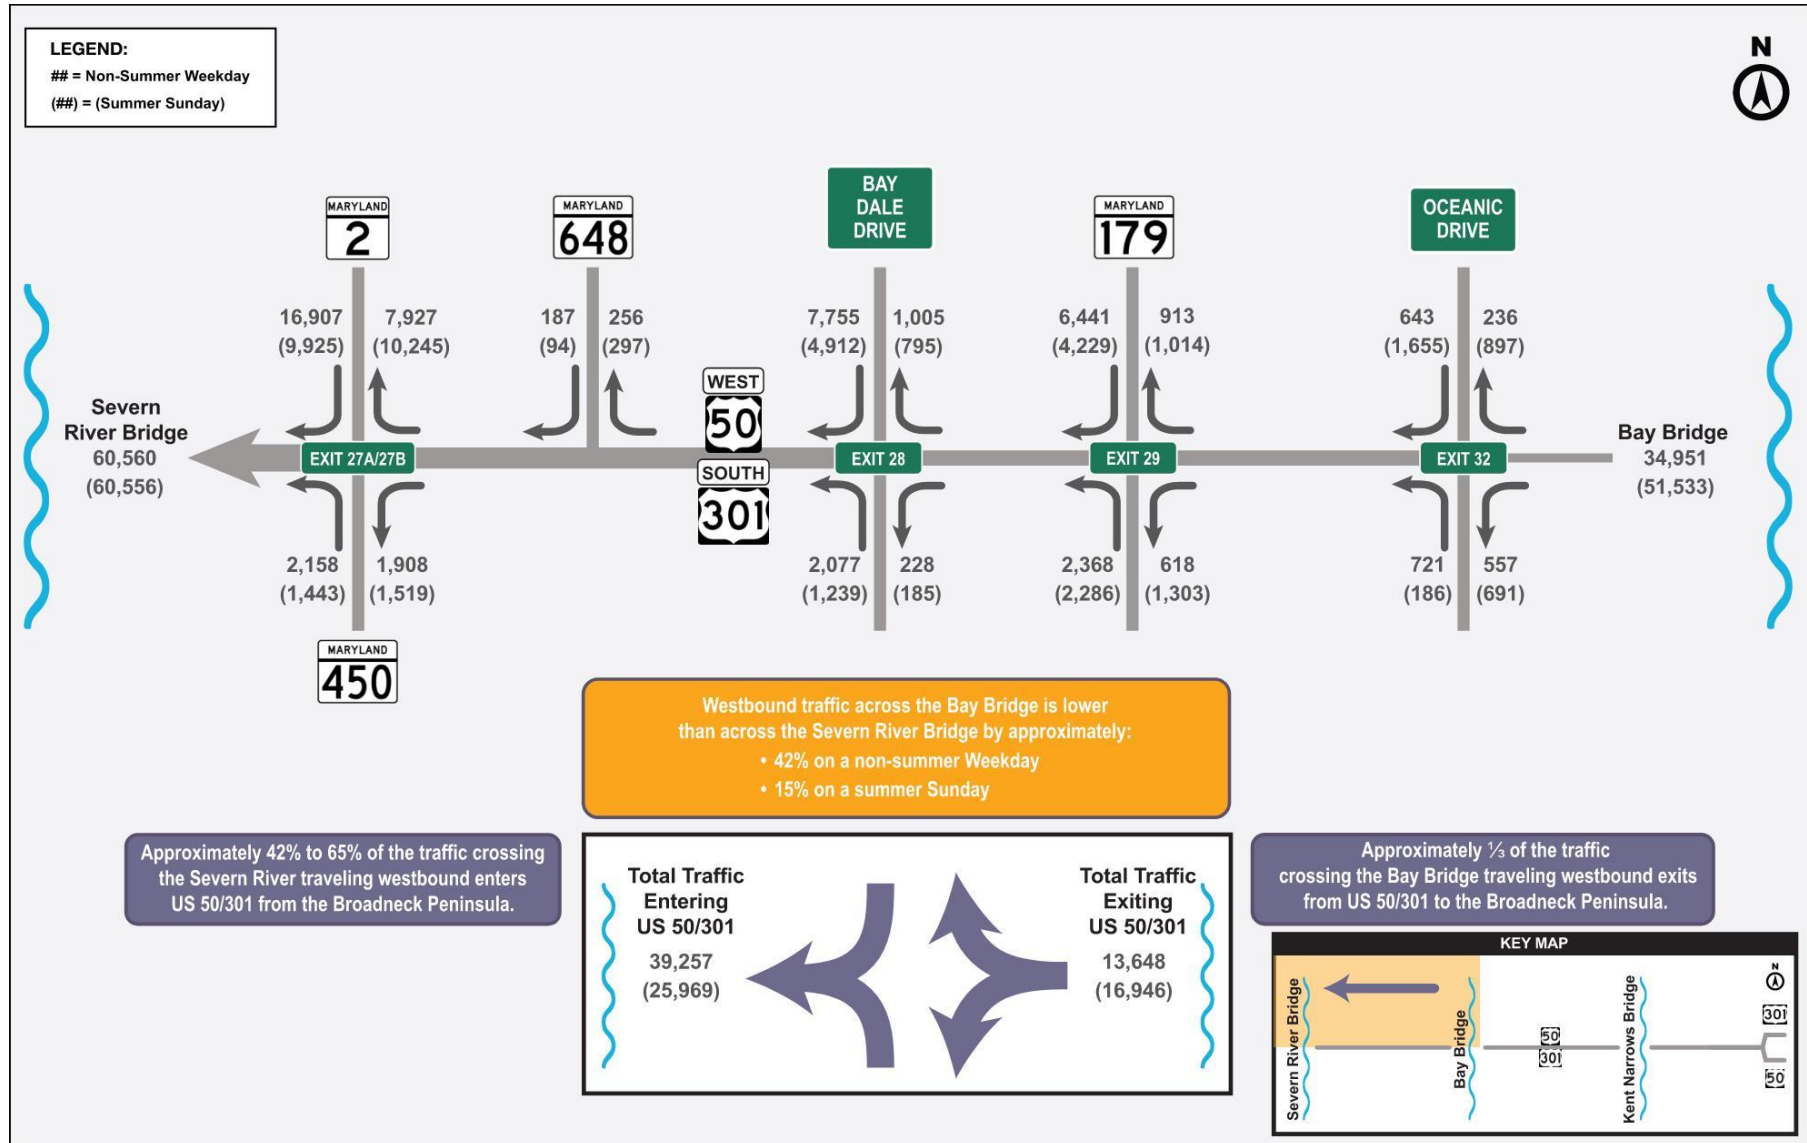 LEGEND:
## = Non-Summer Weekday
(##) = (Summer Sunday)
N
MARYLAND
2
MARYLAND
648
BAY
DALE
DRIVE
MARYLAND
179
OCEANIC
DRIVE
16,907
(9,925)
7,927
(10,245)
187
(94)
256
(297)
7,755
(4,912)
1,005
(795)
6,441
(4,229)
913
(1,014)
643
(1,655)
236
(897)
WEST
50
SOUTH
301
Severn
River Bridge
60,560
(60,556)
EXIT 27A/27B
EXIT 28
EXIT 29
EXIT 32
Bay Bridge
34,951
(51,533)
2,158
(1,443)
1,908
(1,519)
2,077
(1,239)
228
(185)
2,368
(2,286)
618
(1,303)
721
(186)
557
(691)
MARYLAND
450
Westbound traffic across the Bay Bridge is lower
than across the Severn River Bridge by approximately:
• 42% on a non-summer Weekday
• 15% on a summer Sunday
Approximately 42% to 65% of the traffic crossing
the Severn River traveling westbound enters
US 50/301 from the Broadneck Peninsula.
Total Traffic
Entering
US 50/301
39,257
(25,969)
Total Traffic
Exiting
US 50/301
13,648
(16,946)
Approximately ⅓ of the traffic
crossing the Bay Bridge traveling westbound exits
from US 50/301 to the Broadneck Peninsula.
KEY MAP
Severn River Bridge
Bay Bridge
50
301
Kent Narrows Bridge
N
301
50